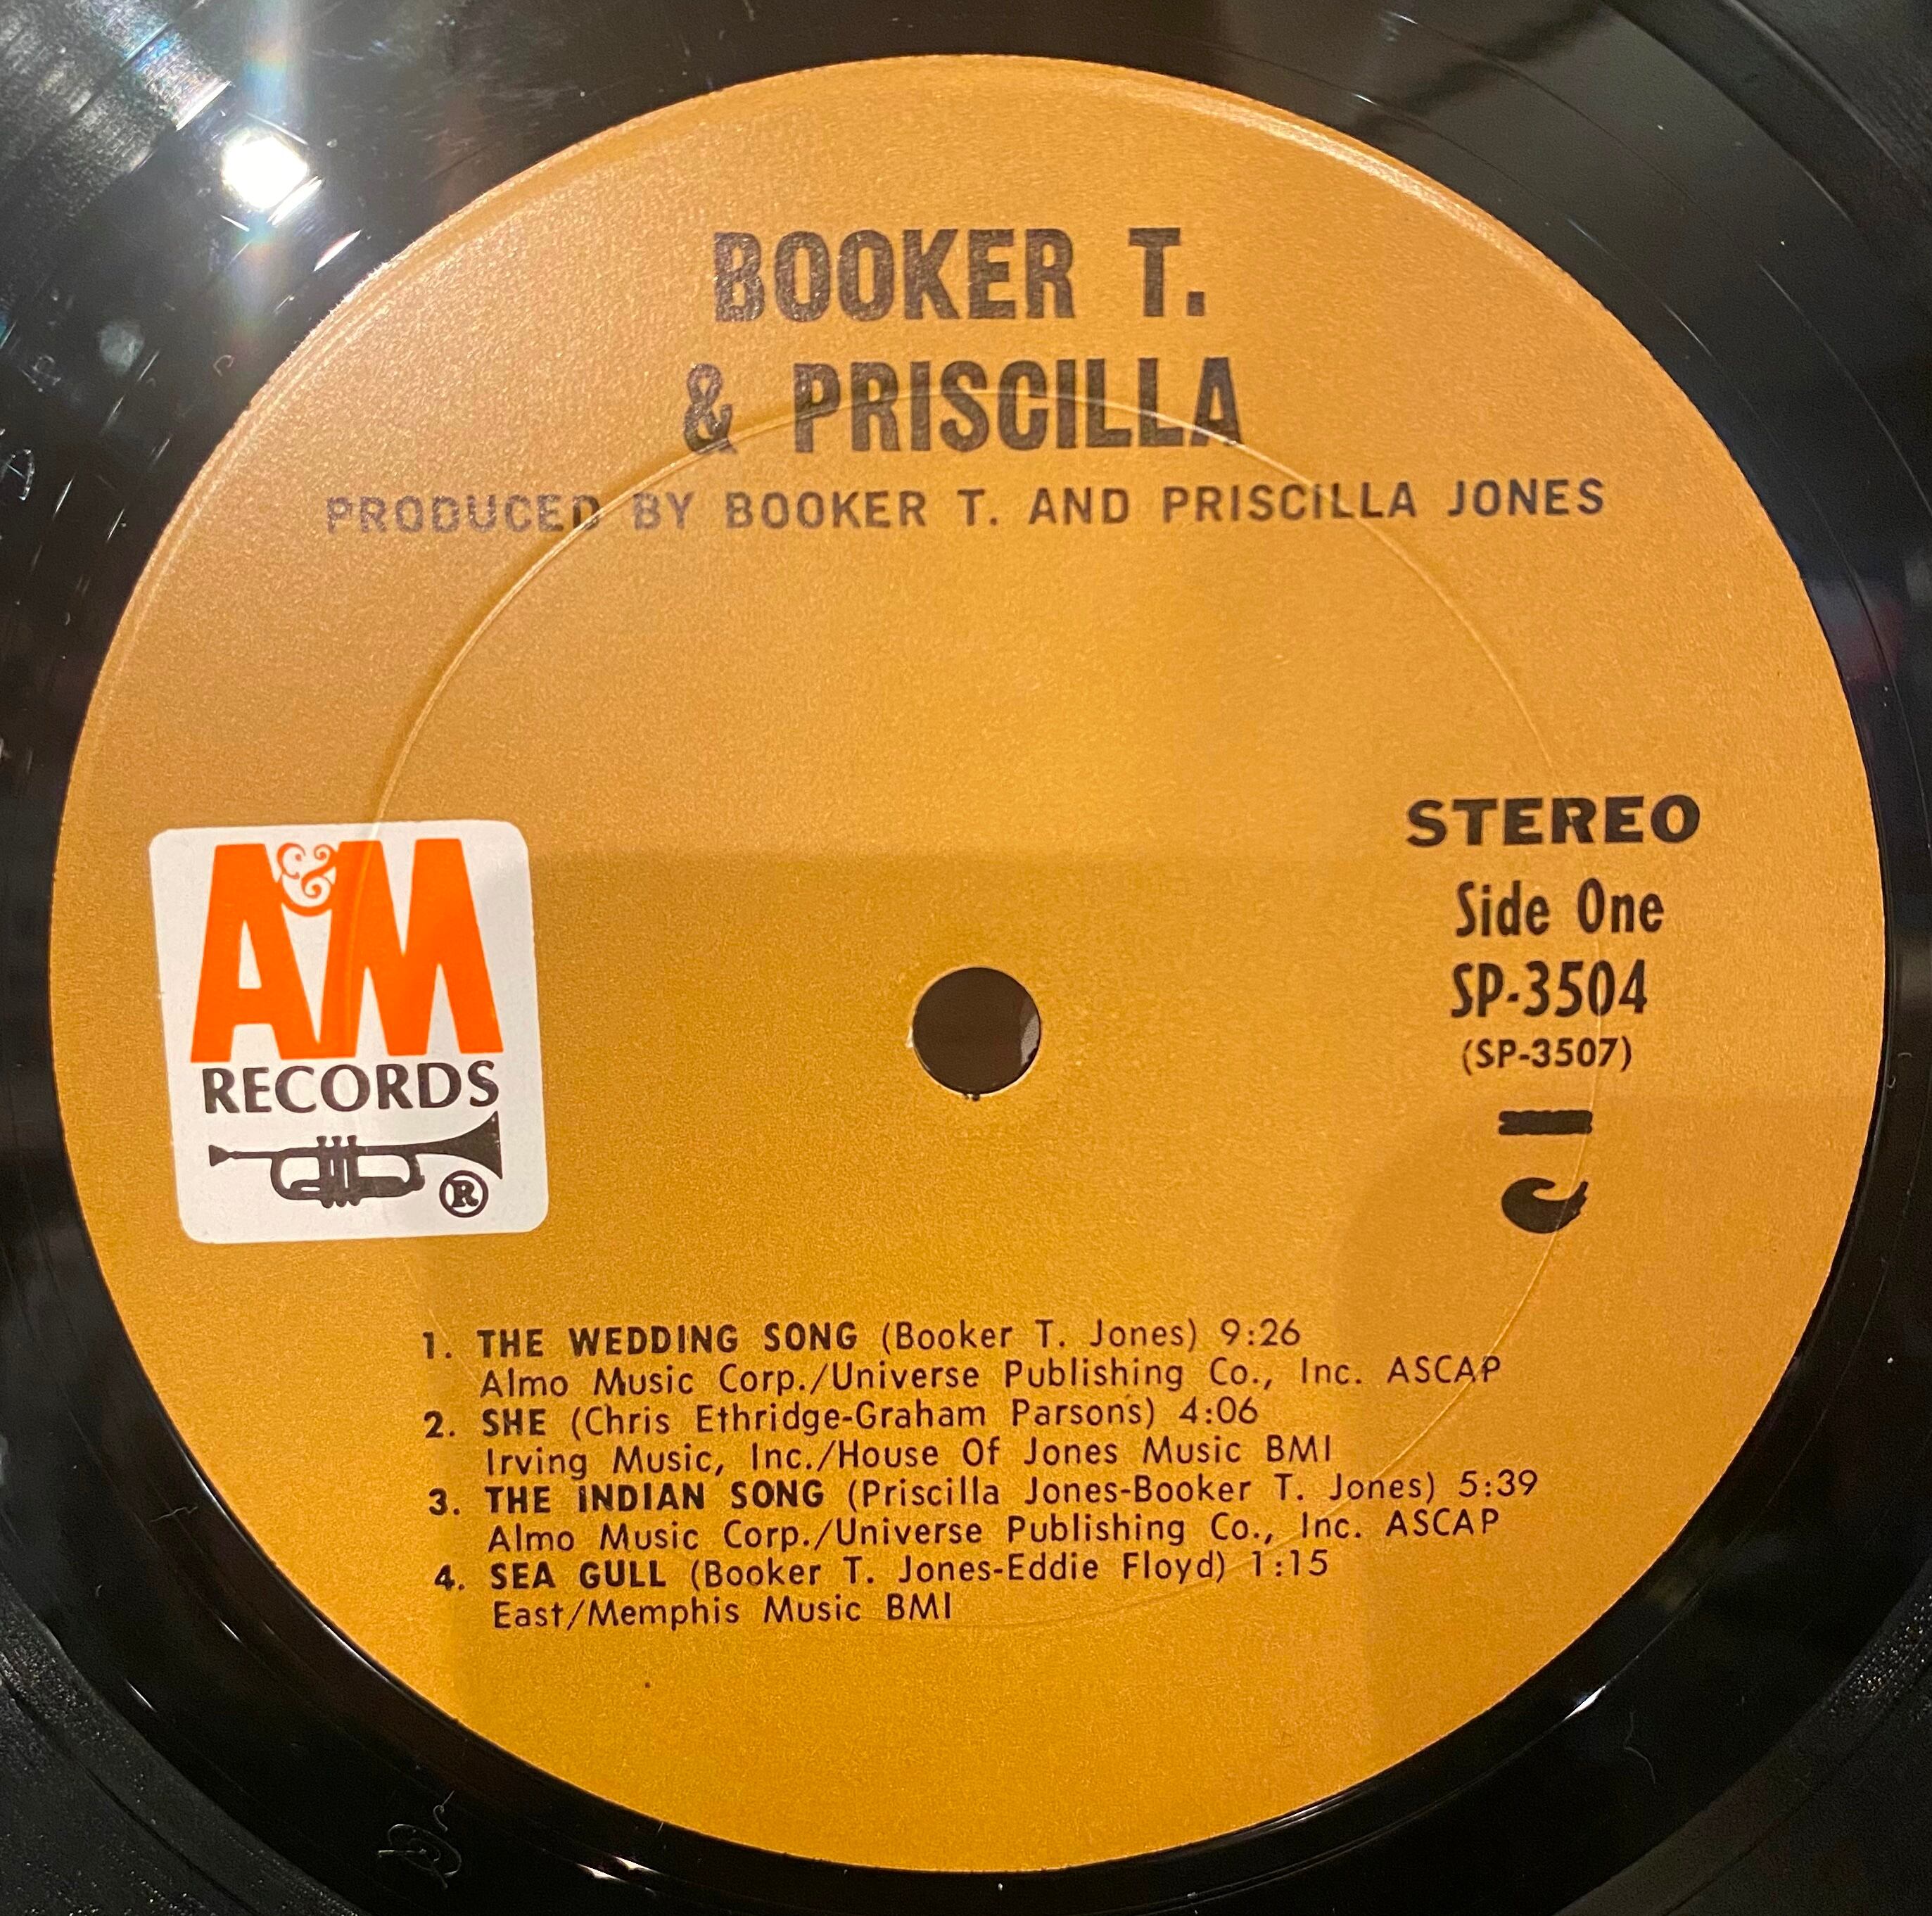 BOOKER T.
& PRISCILLA
PRODUCED BY BOOKER T. AND PRISCILLA JONES
A&M
RECORDS
®
STEREO
Side One
SP-3504
(SP-3507)
1. THE WEDDING SONG (Booker T. Jones) 9:26
Almo Music Corp./Universe Publishing Co., Inc. ASCAP
2. SHE (Chris Ethridge-Graham Parsons) 4:06
Irving Music, Inc./House Of Jones Music BMI
3. THE INDIAN SONG (Priscilla Jones-Booker T. Jones) 5:39
Almo Music Corp./Universe Publishing Co., Inc. ASCAP
4. SEA GULL (Booker T. Jones-Eddie Floyd) 1:15
East/Memphis Music BMI